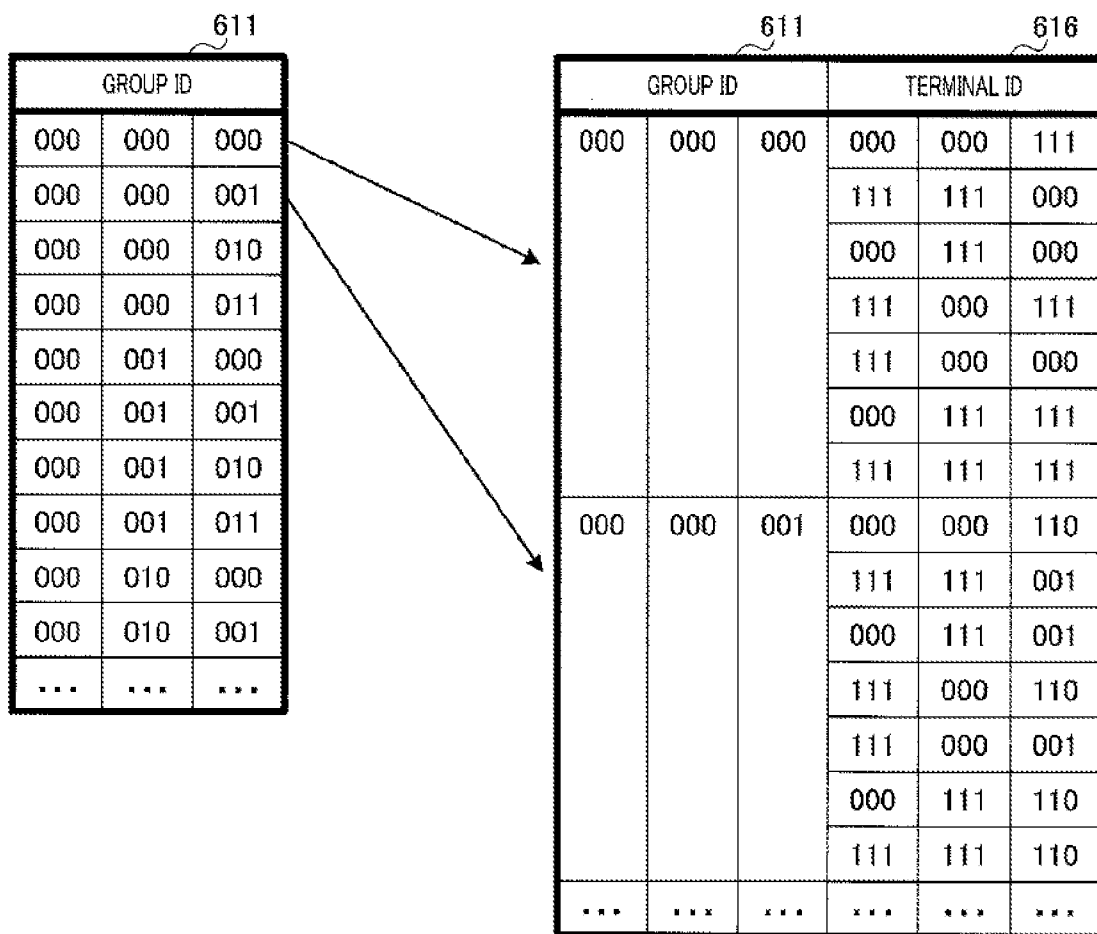 611
GROUP ID
000 000 000
000 000 001
000 000 010
000 000 011
000 001 000
000 001 001
000 001 010
000 001 011
000 010 000
000 010 001
... ... ...
611 616
GROUP ID TERMINAL ID
000 000 000 000 000 111
111 111 000
000 111 000
111 000 111
111 000 000
000 111 111
111 111 111
000 000 001 000 000 110
111 111 001
000 111 001
111 000 110
111 000 001
000 111 110
111 111 110
... ... ... ... ... ...